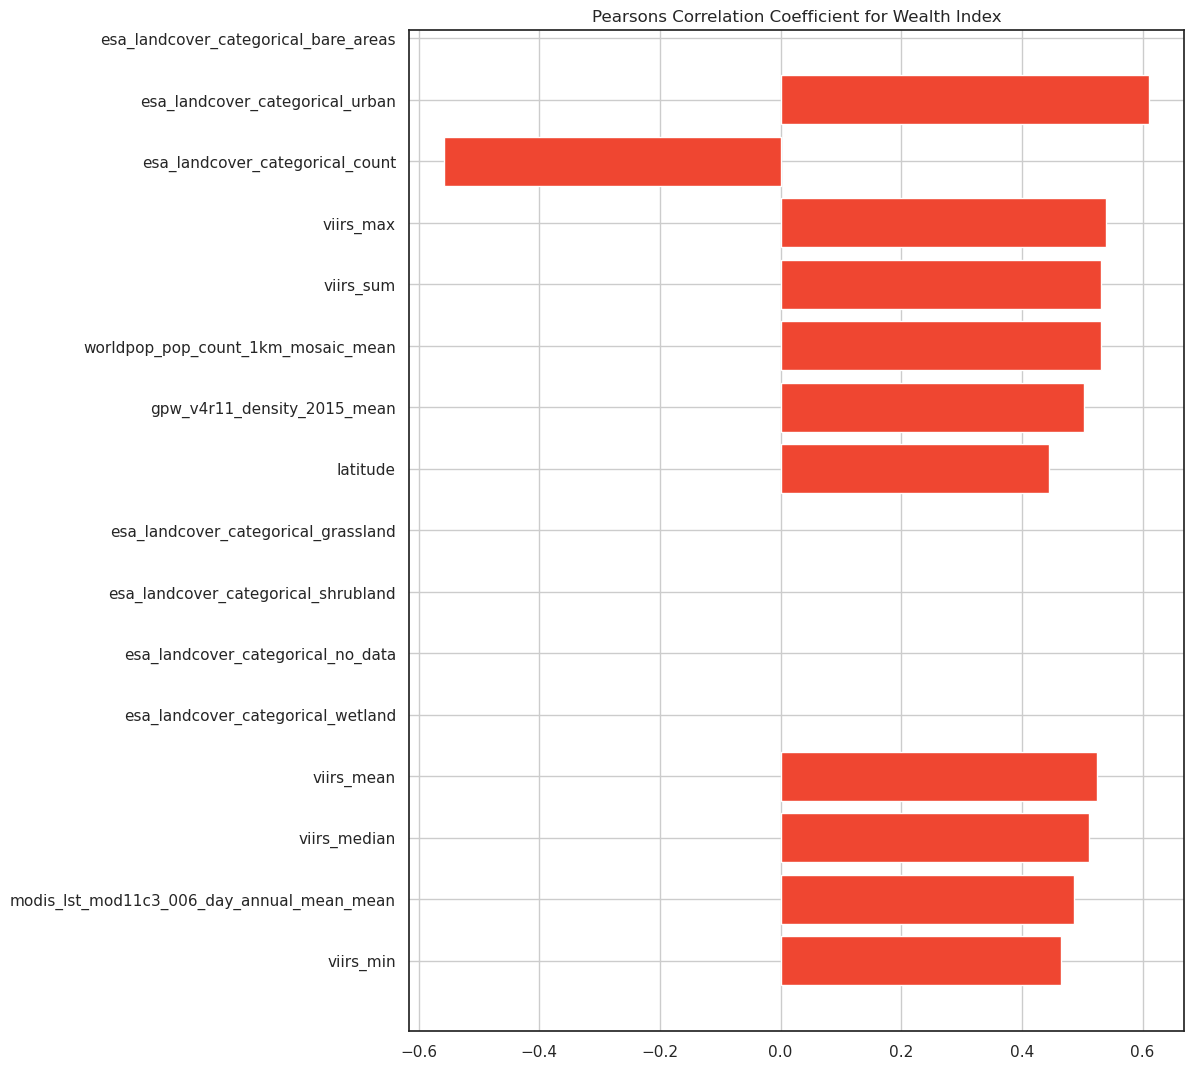 Pearsons Correlation Coefficient for Wealth Index
esa_landcover_categorical_bare_areas
esa_landcover_categorical_urban
esa_landcover_categorical_count
viirs_max
viirs_sum
worldpop_pop_count_1km_mosaic_mean
gpw_v4r11_density_2015_mean
latitude
esa_landcover_categorical_grassland
esa_landcover_categorical_shrubland
esa_landcover_categorical_no_data
esa_landcover_categorical_wetland
viirs_mean
viirs_median
modis_lst_mod11c3_006_day_annual_mean_mean
viirs_min
−0.6 −0.4 −0.2 0.0 0.2 0.4 0.6